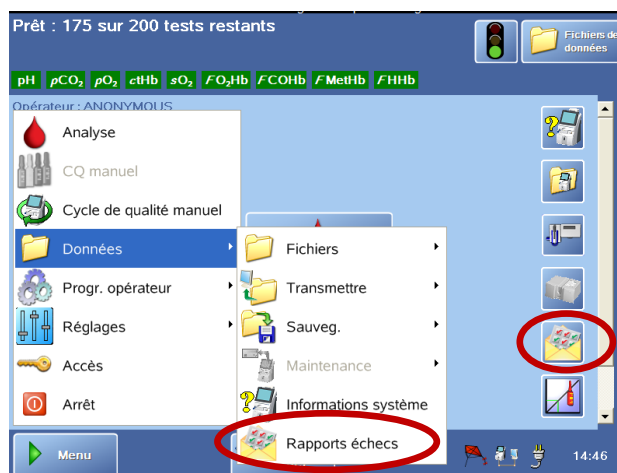 Prêt : 175 sur 200 tests restants
Fichiers de
données
pH pCO₂ pO₂ ctHb sO₂ FO₂Hb FCOHb FMetHb FHHb
Opérateur : ANONYMOUS
Analyse
CQ manuel
Cycle de qualité manuel
Données
Progr. opérateur
Réglages
Accès
Arrêt
Fichiers
Transmettre
Sauveg.
Maintenance
Informations système
Rapports échecs
Menu
14:46